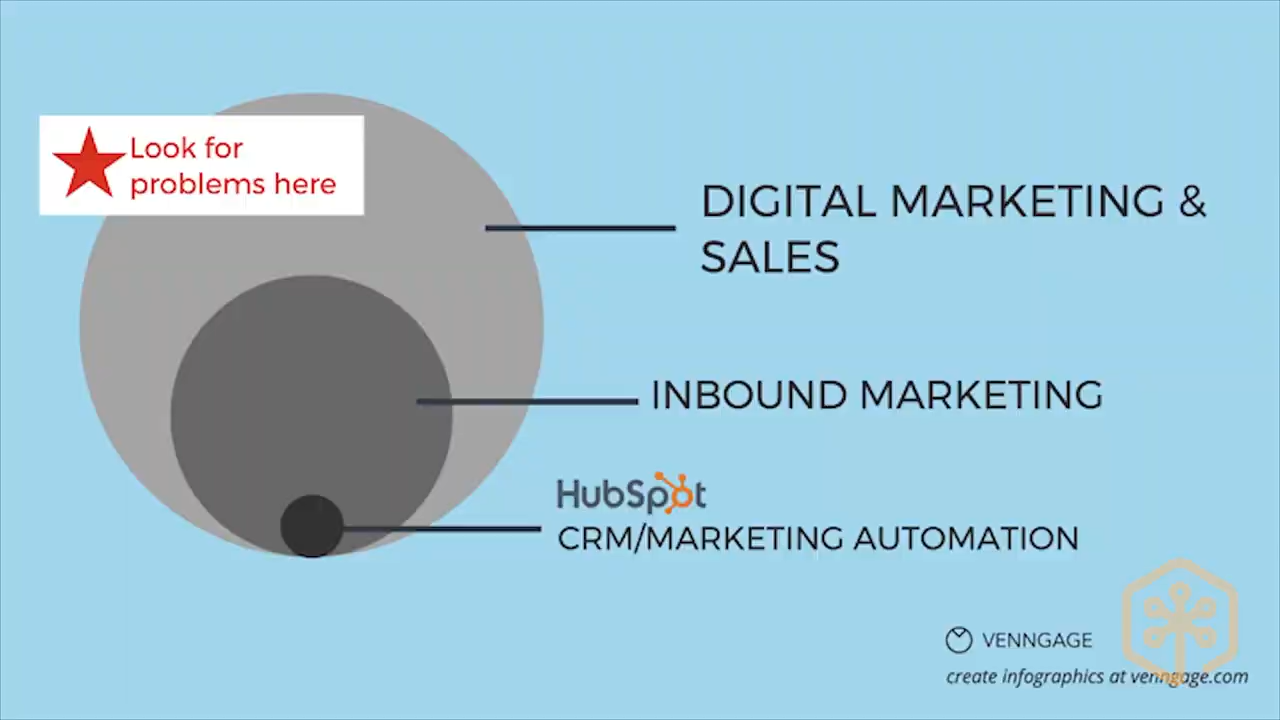 Look for
problems here
DIGITAL MARKETING &
SALES
INBOUND MARKETING
HubSpot
CRM/MARKETING AUTOMATION
VENNGAGE
create infographics at venngage.com